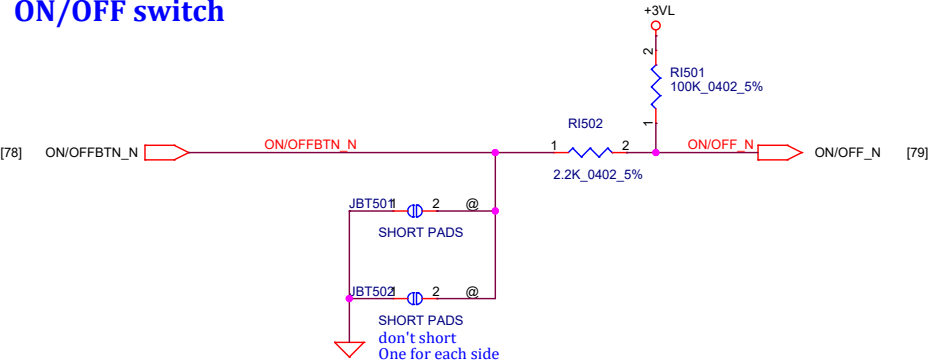 ON/OFF switch
+3VL
2
RI501
100K_0402_5%
1
RI502
[78] ON/OFFBTN_N ON/OFFBTN_N 1 2 ON/OFF_N ON/OFF_N [79]
2.2K_0402_5%
JBT501 1 2 @
SHORT PADS
JBT502 1 2 @
SHORT PADS
don't short
One for each side